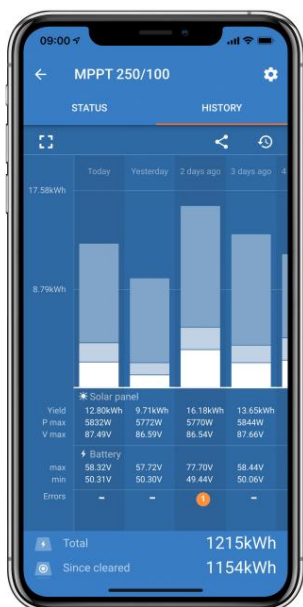 09:00
MPPT 250/100
STATUS HISTORY
Today Yesterday 2 days ago 3 days ago 4
17.58kWh
8.79kWh
Solar panel
Yield 12.80kWh 9.71kWh 16.18kWh 13.65kWh
P max 5832W 5772W 5770W 5844W
V max 87.49V 86.59V 86.54V 87.66V
Battery
max 58.32V 57.72V 77.70V 58.44V
min 50.31V 50.30V 49.44V 50.06V
Errors – – 1 –
Total 1215kWh
Since cleared 1154kWh